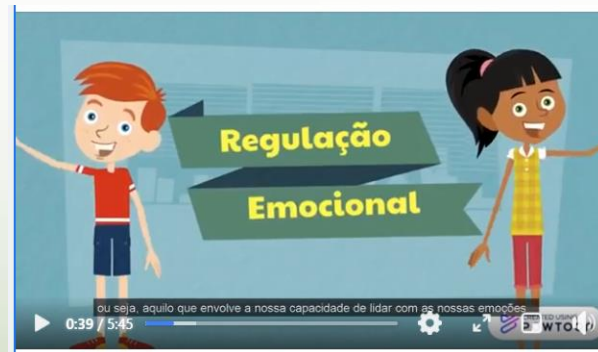 Regulação
Emocional
ou seja, aquilo que envolve a nossa capacidade de lidar com as nossas emoções
0:39 / 5:45